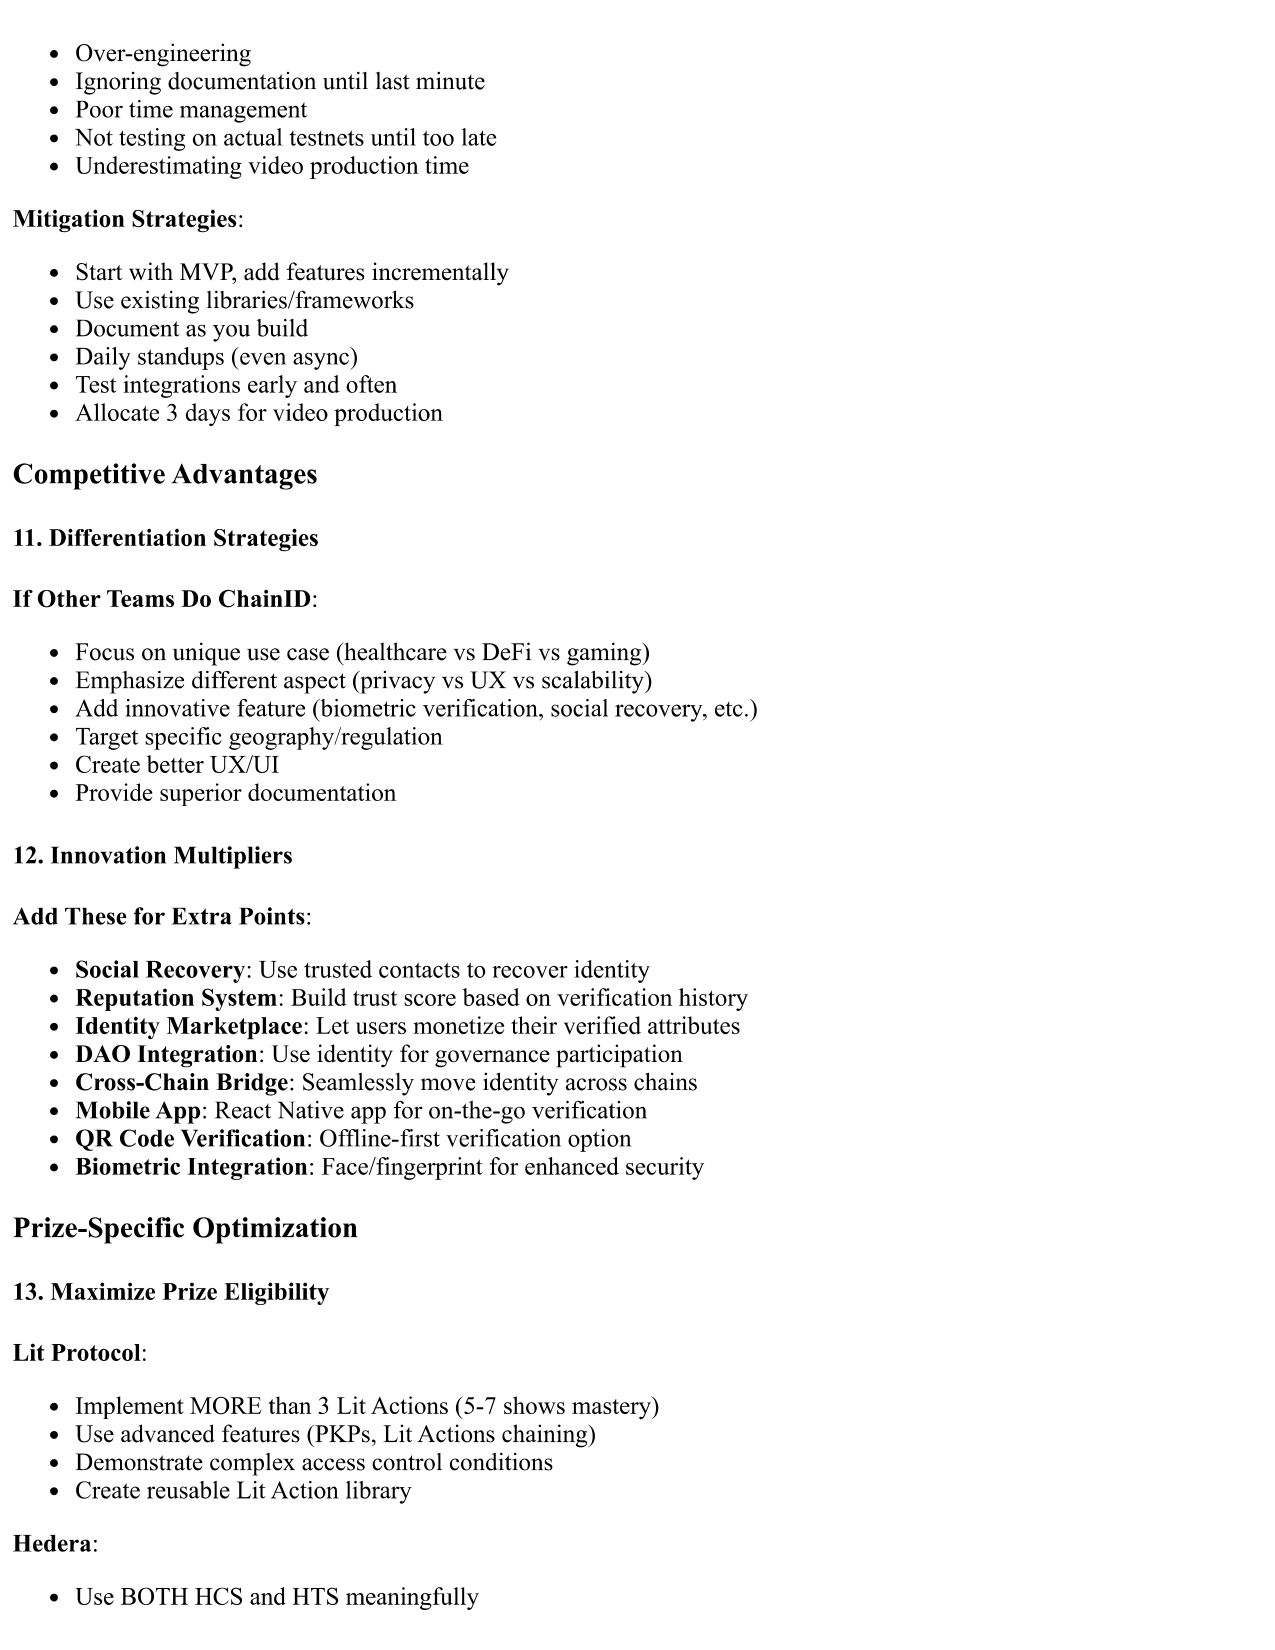 • Over-engineering
• Ignoring documentation until last minute
• Poor time management
• Not testing on actual testnets until too late
• Underestimating video production time
Mitigation Strategies:
• Start with MVP, add features incrementally
• Use existing libraries/frameworks
• Document as you build
• Daily standups (even async)
• Test integrations early and often
• Allocate 3 days for video production
Competitive Advantages
11. Differentiation Strategies
If Other Teams Do ChainID:
• Focus on unique use case (healthcare vs DeFi vs gaming)
• Emphasize different aspect (privacy vs UX vs scalability)
• Add innovative feature (biometric verification, social recovery, etc.)
• Target specific geography/regulation
• Create better UX/UI
• Provide superior documentation
12. Innovation Multipliers
Add These for Extra Points:
• Social Recovery: Use trusted contacts to recover identity
• Reputation System: Build trust score based on verification history
• Identity Marketplace: Let users monetize their verified attributes
• DAO Integration: Use identity for governance participation
• Cross-Chain Bridge: Seamlessly move identity across chains
• Mobile App: React Native app for on-the-go verification
• QR Code Verification: Offline-first verification option
• Biometric Integration: Face/fingerprint for enhanced security
Prize-Specific Optimization
13. Maximize Prize Eligibility
Lit Protocol:
• Implement MORE than 3 Lit Actions (5-7 shows mastery)
• Use advanced features (PKPs, Lit Actions chaining)
• Demonstrate complex access control conditions
• Create reusable Lit Action library
Hedera:
• Use BOTH HCS and HTS meaningfully